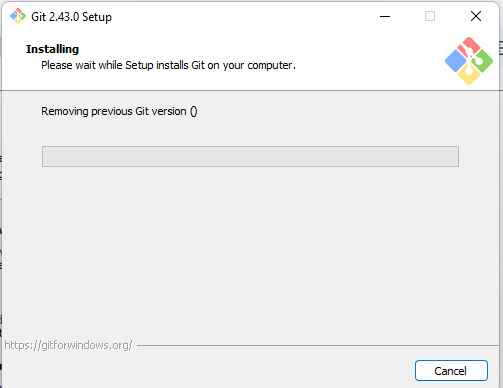 Git 2.43.0 Setup
Installing
Please wait while Setup installs Git on your computer.
Removing previous Git version ()
https://gitforwindows.org/
Cancel